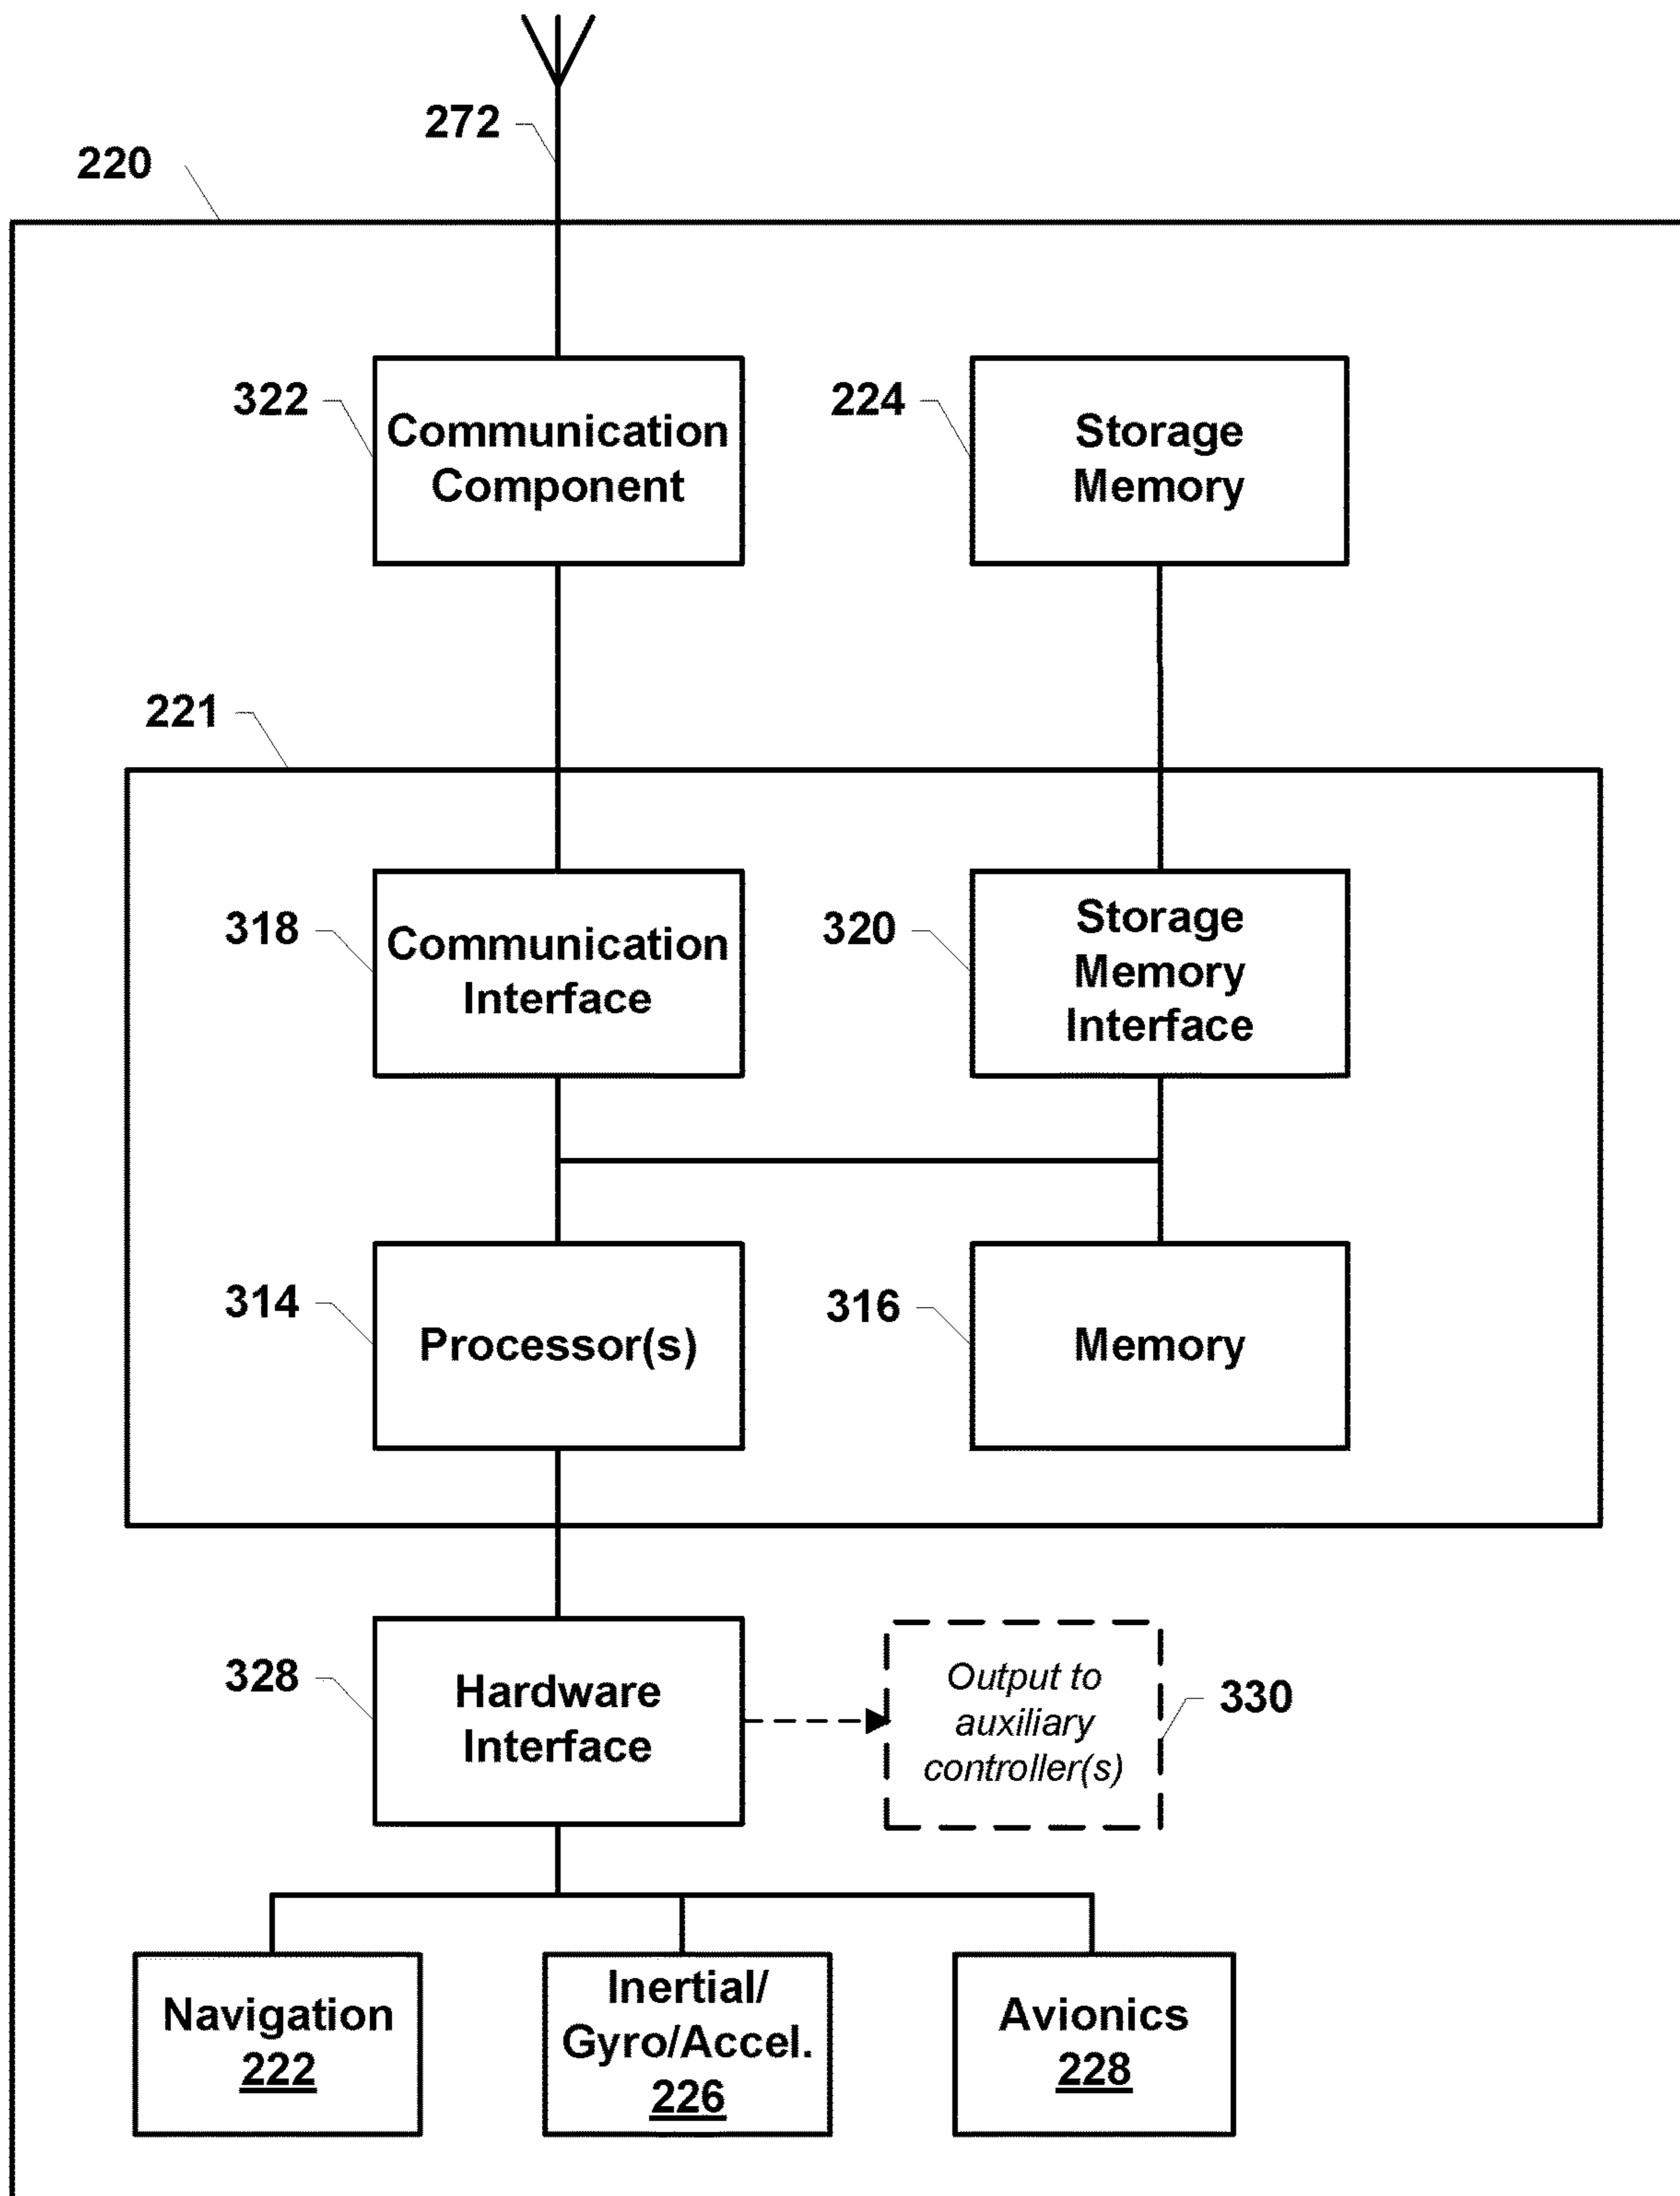 272
220
322
Communication
Component
224
Storage
Memory
221
318
Communication
Interface
320
Storage
Memory
Interface
314
Processor(s)
316
Memory
328
Hardware
Interface
Output to
auxiliary
controller(s)
330
Navigation
222
Inertial/
Gyro/Accel.
226
Avionics
228